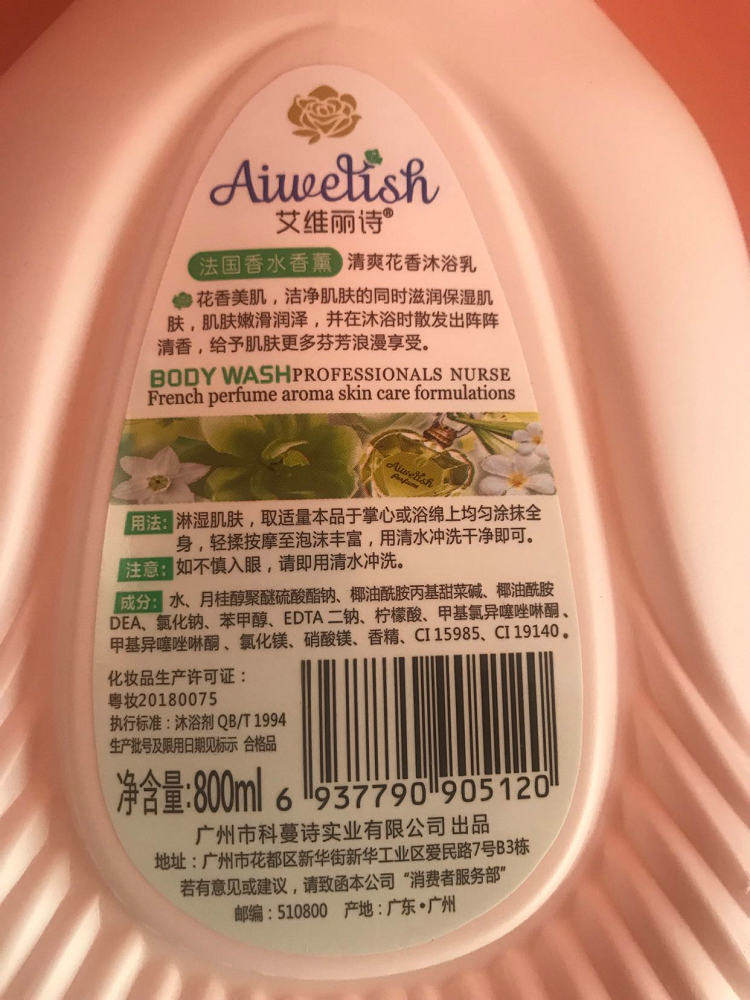 Aiwelish
艾维丽诗®
法国香水香薰 清爽花香沐浴乳
花香美肌，洁净肌肤的同时滋润保湿肌
肤，肌肤嫩滑润泽，并在沐浴时散发出阵阵
清香，给予肌肤更多芬芳浪漫享受。
BODY WASH PROFESSIONALS NURSE
French perfume aroma skin care formulations
Aiwelish
perfume
用法：淋湿肌肤，取适量本品于掌心或浴绵上均匀涂抹全
身，轻揉按摩至泡沫丰富，用清水冲洗干净即可。
注意：如不慎入眼，请即用清水冲洗。
成分：水、月桂醇聚醚硫酸酯钠、椰油酰胺丙基甜菜碱、椰油酰胺
DEA、氯化钠、苯甲醇、EDTA 二钠、柠檬酸、甲基氯异噻唑啉酮、
甲基异噻唑啉酮、氯化镁、硝酸镁、香精、CI 15985、CI 19140。
化妆品生产许可证：
粤妆20180075
执行标准：沐浴剂 QB/T 1994
生产批号及限用日期见标示 合格品
净含量:800ml
6 937790 905120
广州市科蔓诗实业有限公司 出品
地址：广州市花都区新华街新华工业区爱民路7号B3栋
若有意见或建议，请致函本公司“消费者服务部”
邮编：510800 产地：广东•广州